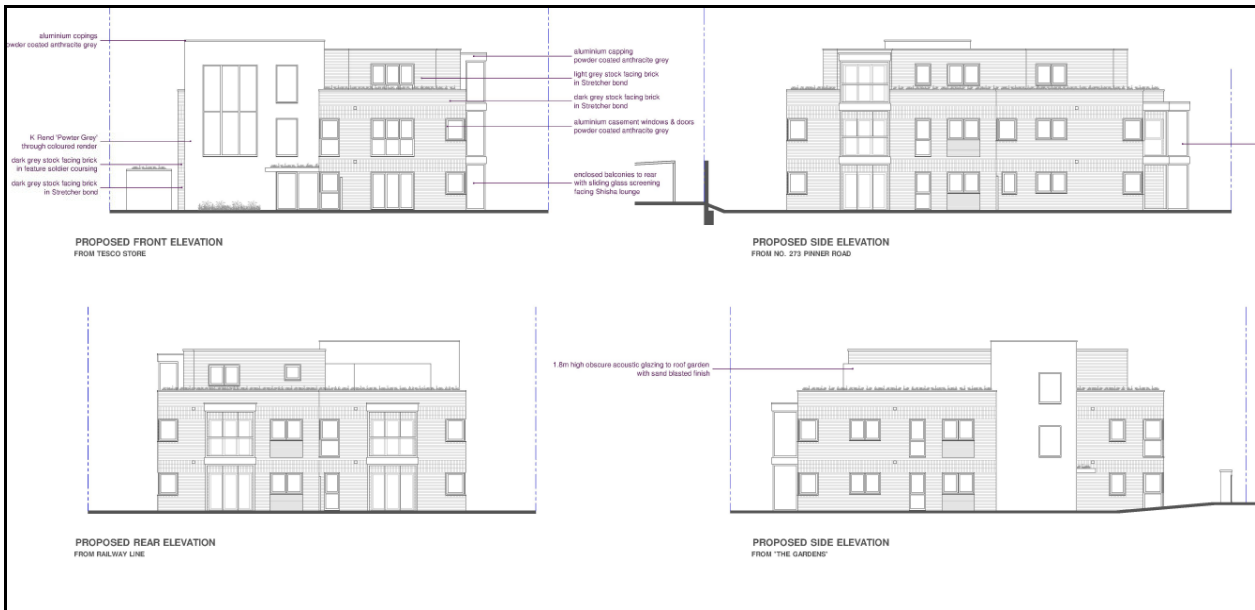 aluminium copings
powder coated anthracite grey
K Rend 'Pewter Grey'
through coloured render
dark grey stock facing brick
in feature soldier coursing
dark grey stock facing brick
in Stretcher bond
aluminium capping
powder coated anthracite grey
light grey stock facing brick
in Stretcher bond
dark grey stock facing brick
in Stretcher bond
aluminium casement windows & doors
powder coated anthracite grey
enclosed balconies to rear
with sliding glass screening
facing Shisha lounge
PROPOSED FRONT ELEVATION
FROM TESCO STORE
PROPOSED SIDE ELEVATION
FROM NO. 273 PINNER ROAD
1.8m high obscure acoustic glazing to roof garden
with sand blasted finish
PROPOSED REAR ELEVATION
FROM RAILWAY LINE
PROPOSED SIDE ELEVATION
FROM 'THE GARDENS'